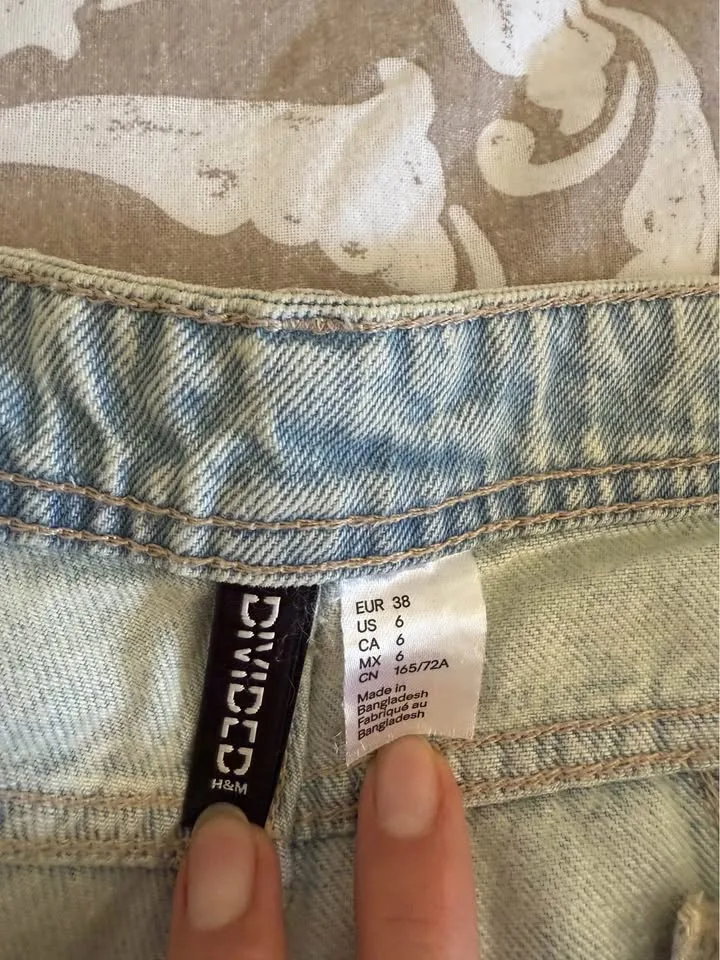 DIVIDED
H&M
EUR 38
US 6
CA 6
MX 6
CN 165/72A
Made in
Bangladesh
Fabriqué au
Bangladesh